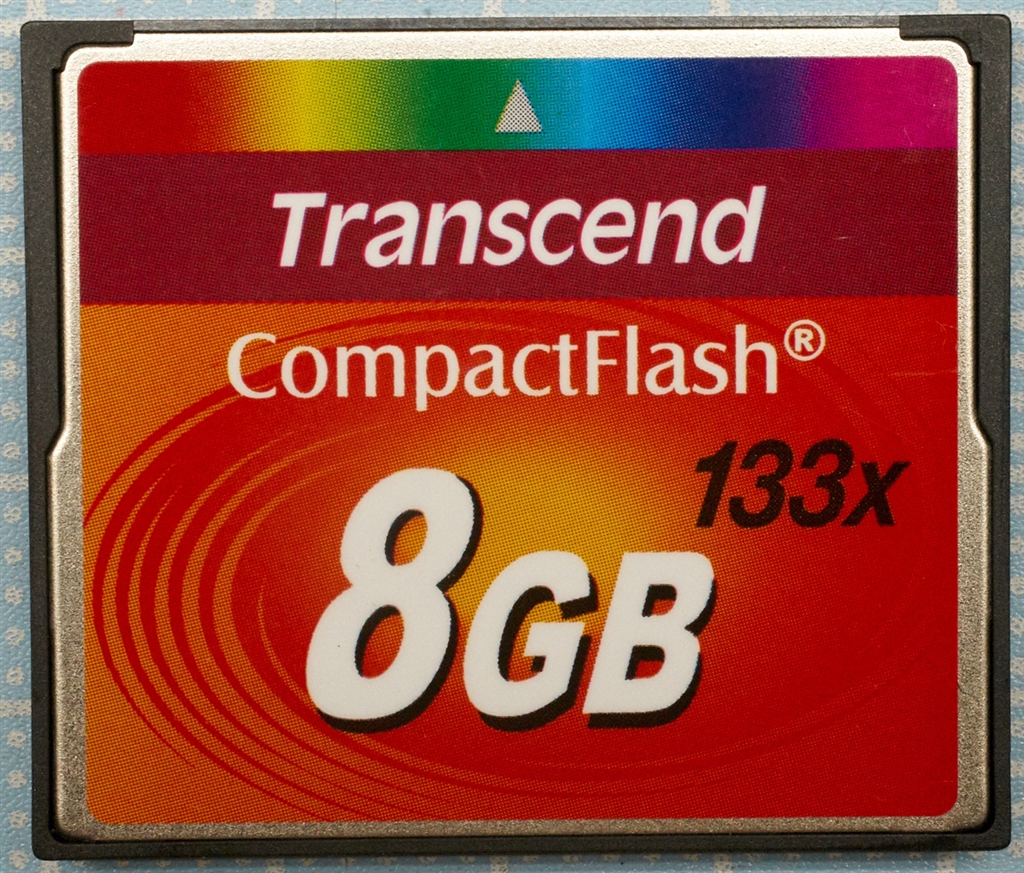 Transcend
CompactFlash®
133x
8GB